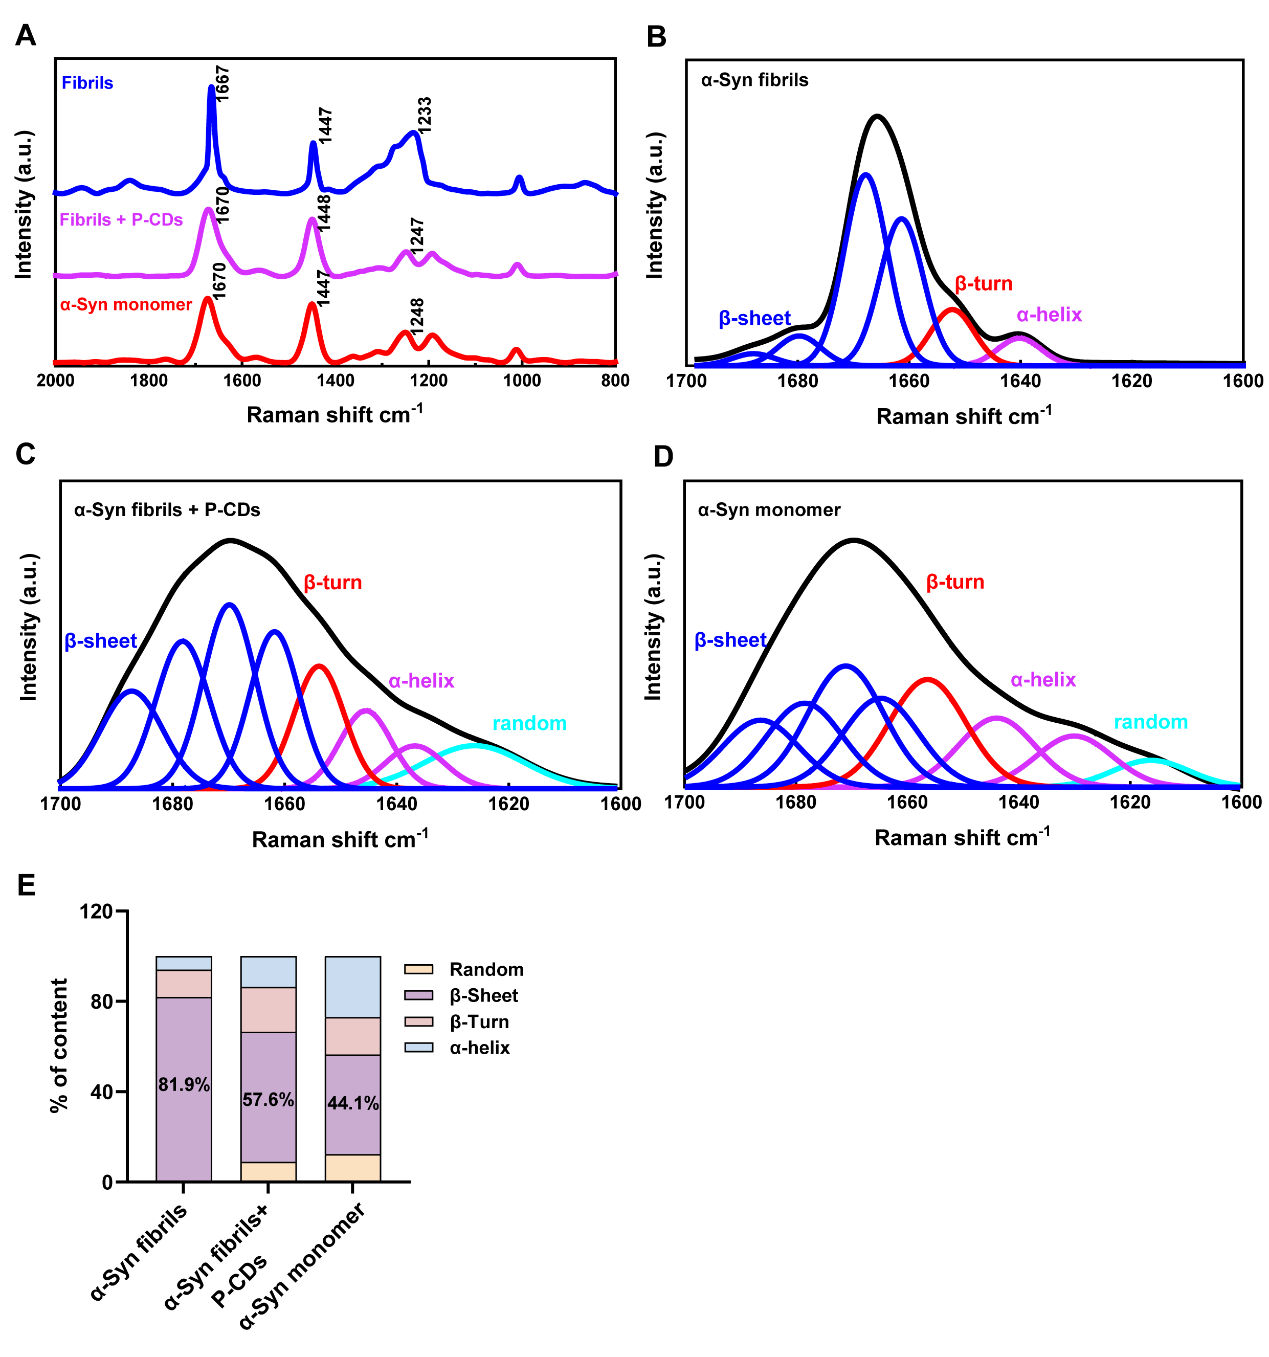 A
Fibrils
1667
1447
1233
Fibrils + P-CDs
1670
1448
1247
α-Syn monomer
1670
1447
1248
Intensity (a.u.)
2000 1800 1600 1400 1200 1000 800
Raman shift cm-1
B
α-Syn fibrils
β-sheet
β-turn
α-helix
Intensity (a.u.)
1700 1680 1660 1640 1620 1600
Raman shift cm-1
C
α-Syn fibrils + P-CDs
β-sheet
β-turn
α-helix
random
Intensity (a.u.)
1700 1680 1660 1640 1620 1600
Raman shift cm-1
D
α-Syn monomer
β-sheet
β-turn
α-helix
random
Intensity (a.u.)
1700 1680 1660 1640 1620 1600
Raman shift cm-1
E
% of content
120
80
40
0
81.9%
57.6%
44.1%
Random
β-Sheet
β-Turn
α-helix
α-Syn fibrils
α-Syn fibrils+
P-CDs
α-Syn monomer